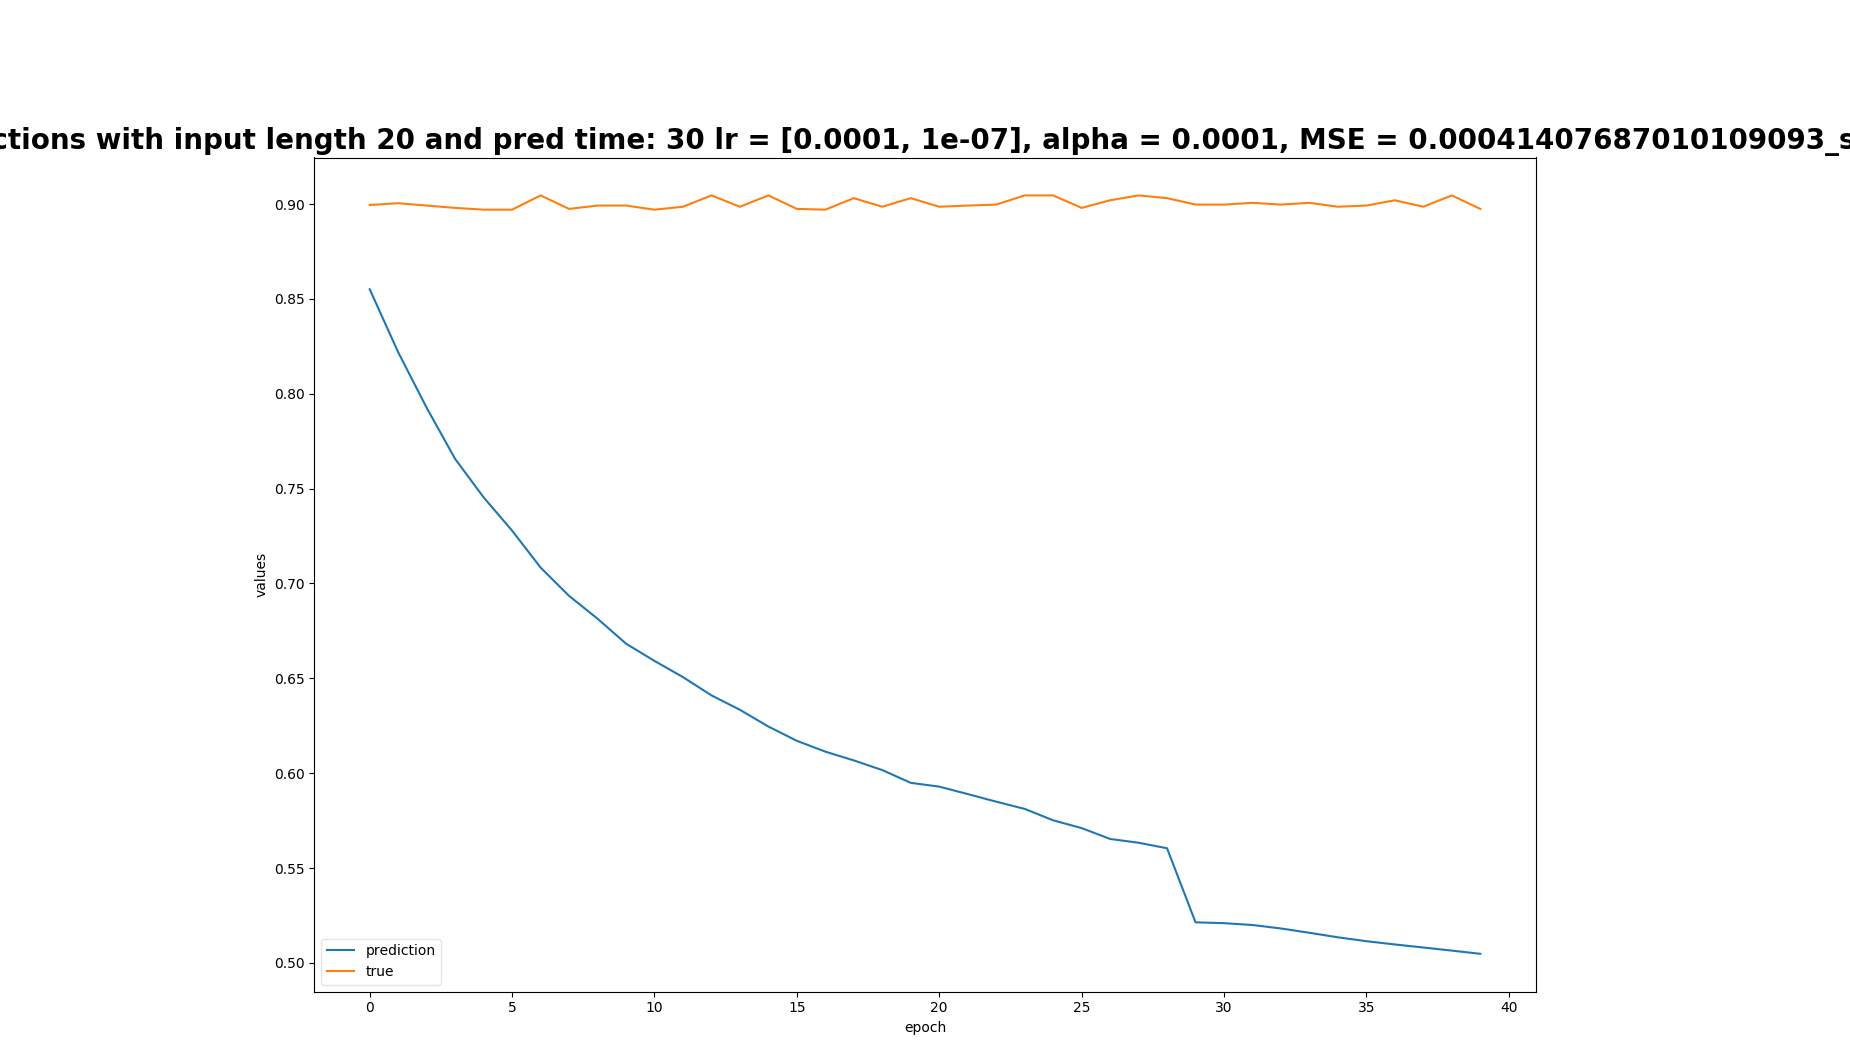 ctions with input length 20 and pred time: 30 lr = [0.0001, 1e-07], alpha = 0.0001, MSE = 0.00041407687010109093_s
0.90
0.85
0.80
0.75
0.70
0.65
0.60
0.55
0.50
values
prediction
true
0 5 10 15 20 25 30 35 40
epoch